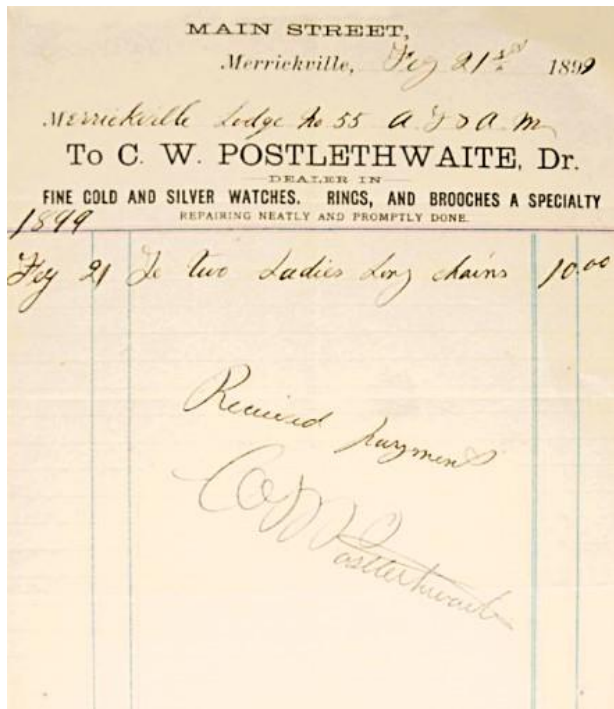 MAIN STREET,
Merrickville, Feby 21st 1899
Merrickville Lodge No 55 A F & A M
To C. W. POSTLETHWAITE, Dr.
DEALER IN
FINE GOLD AND SILVER WATCHES. RINGS, AND BROOCHES A SPECIALTY
REPAIRING NEATLY AND PROMPTLY DONE.
1899
Fey 21 To two Ladies Long chains 10.00
Received payment
C W Postlethwaite